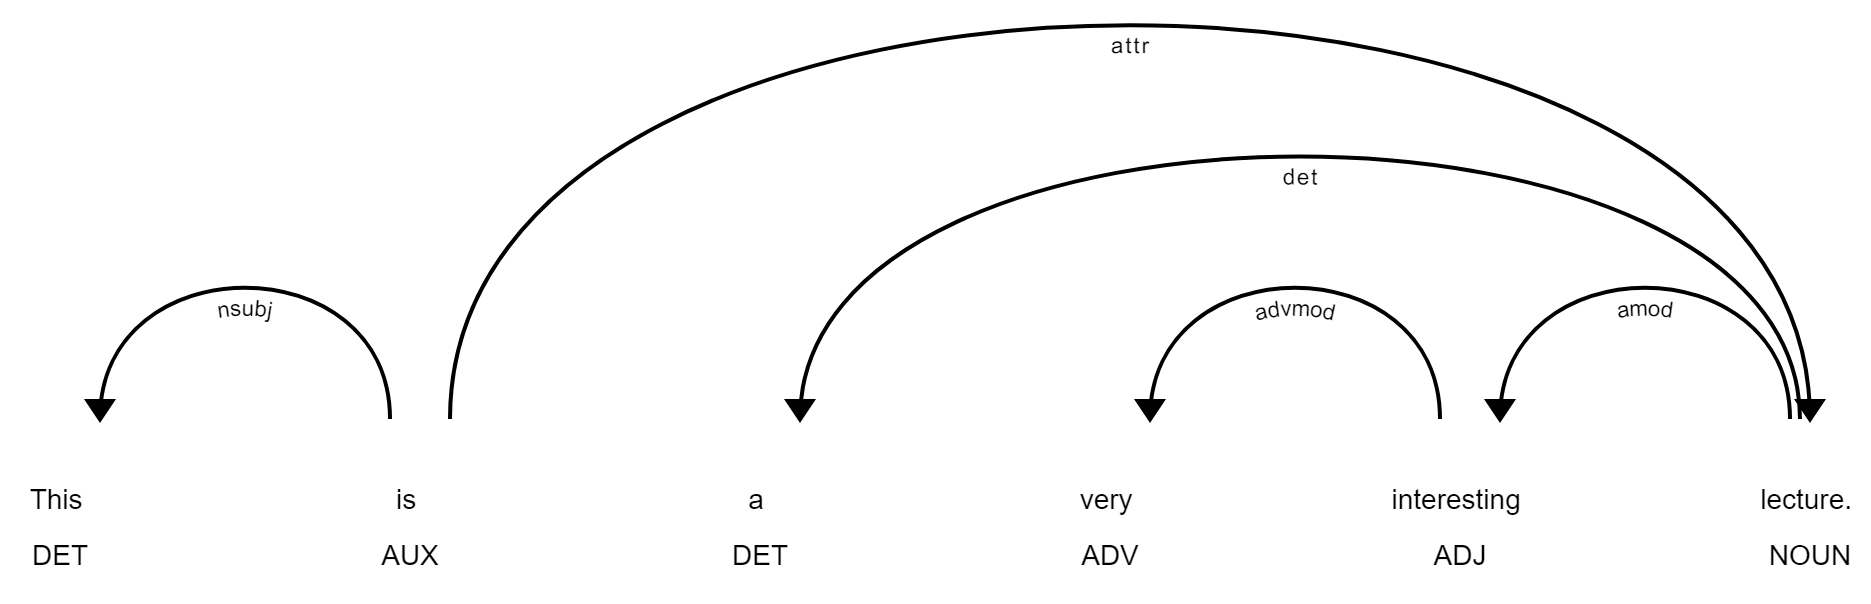 attr
det
nsubj
advmod
amod
This is a very interesting lecture.
DET AUX DET ADV ADJ NOUN